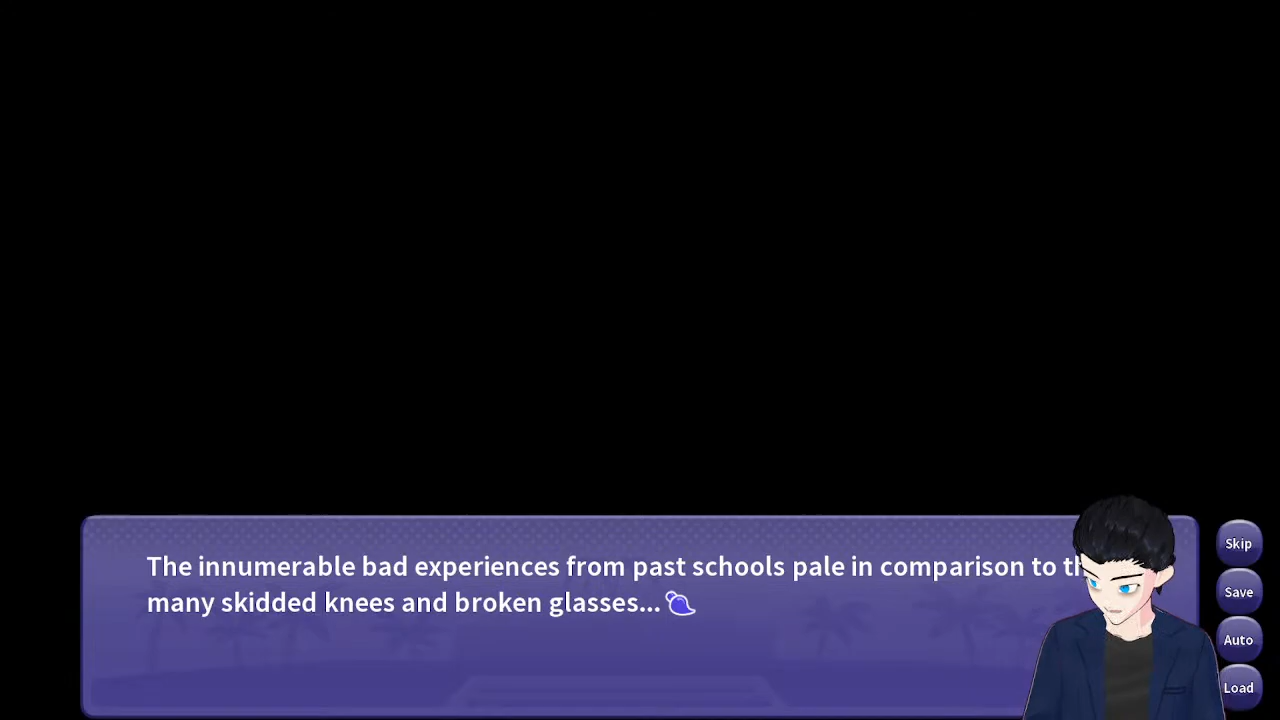 The innumerable bad experiences from past schools pale in comparison to
many skidded knees and broken glasses...
Skip
Save
Auto
Load